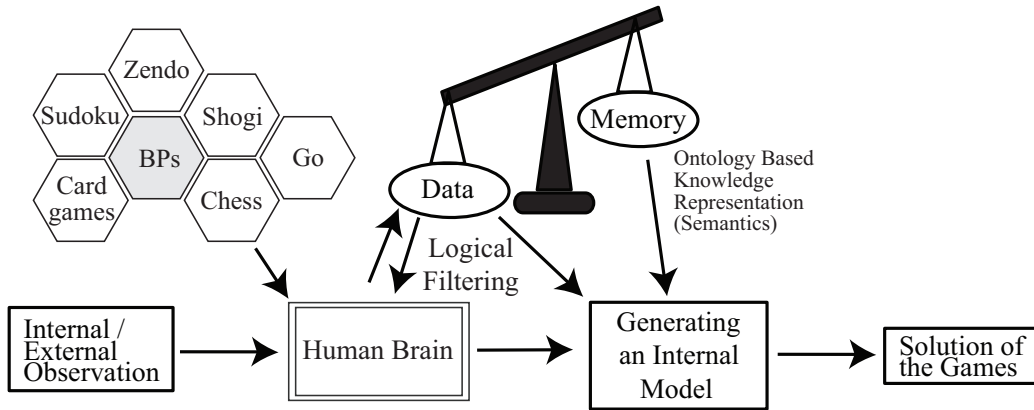 Zendo
Sudoku
Shogi
BPs
Go
Card
games
Chess
Memory
Data
Ontology Based
Knowledge
Representation
(Semantics)
Logical
Filtering
Internal /
External
Observation
Human Brain
Generating
an Internal
Model
Solution of
the Games